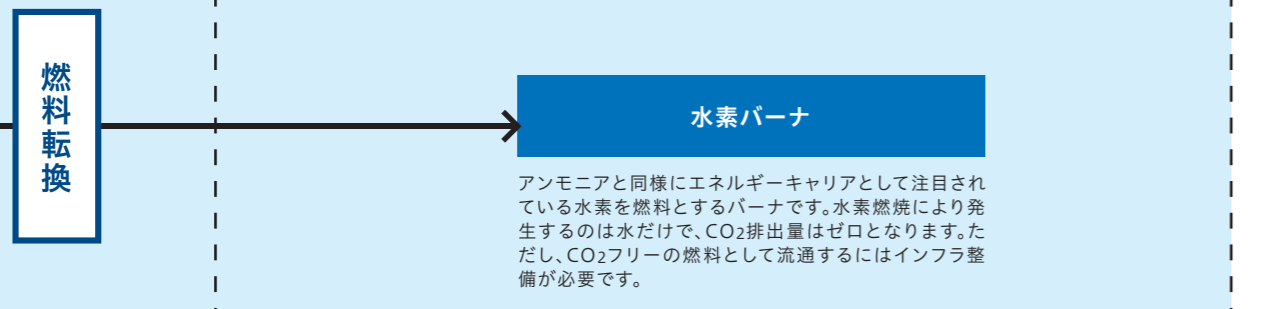 燃料転換
水素バーナ
アンモニアと同様にエネルギーキャリアとして注目され
ている水素を燃料とするバーナです。水素燃焼により発
生するのは水だけで、CO2排出量はゼロとなります。た
だし、CO2フリーの燃料として流通するにはインフラ整
備が必要です。